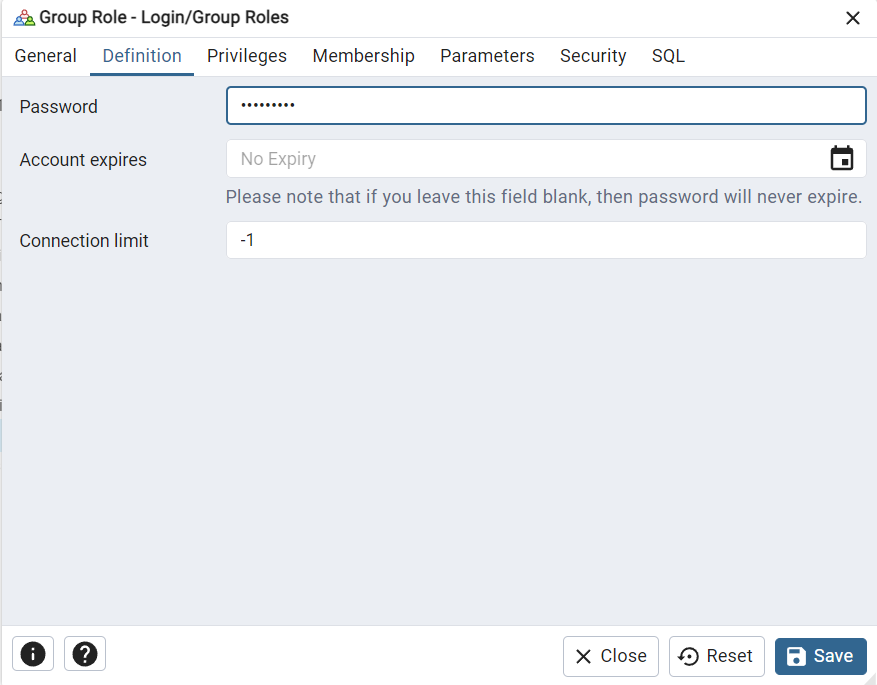 Group Role - Login/Group Roles
General Definition Privileges Membership Parameters Security SQL
Password •••••••••
Account expires No Expiry
Please note that if you leave this field blank, then password will never expire.
Connection limit -1
Close Reset Save